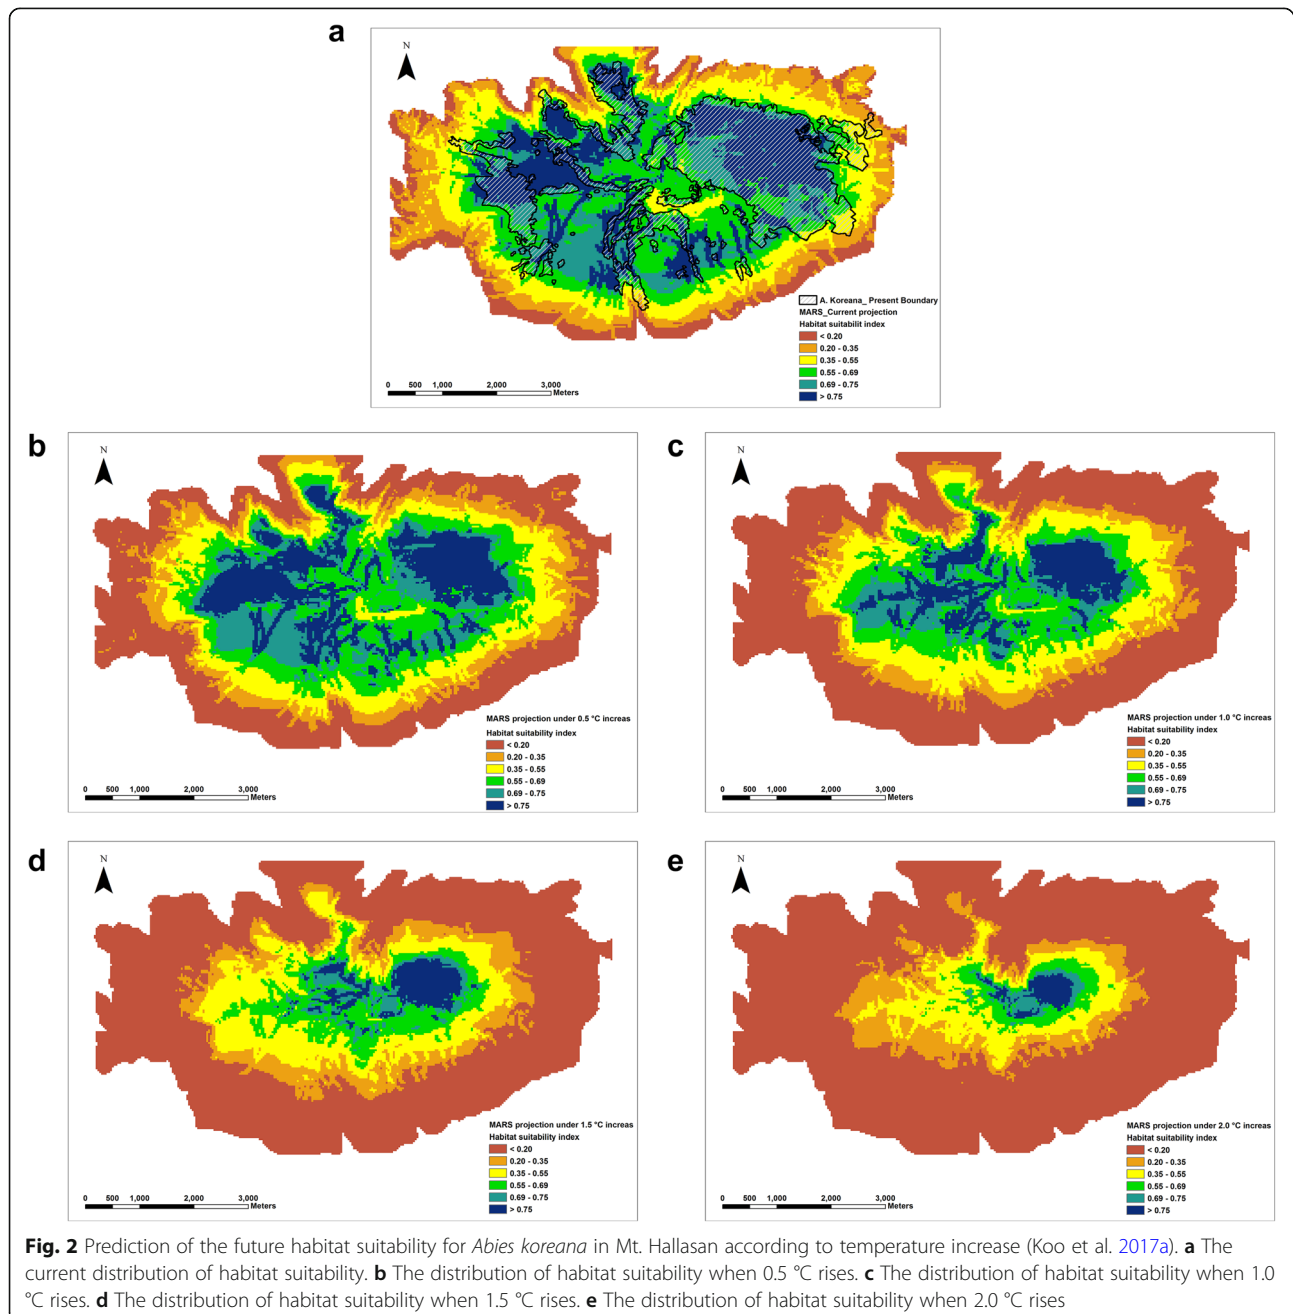 a
N
A. Koreana_ Present Boundary
MARS_Current projection
Habitat suitabilit index
< 0.20
0.20 - 0.35
0.35 - 0.55
0.55 - 0.69
0.69 - 0.75
> 0.75
0 500 1,000 2,000 3,000
Meters
b
N
MARS projection under 0.5 °C increas
Habitat suitability index
< 0.20
0.20 - 0.35
0.35 - 0.55
0.55 - 0.69
0.69 - 0.75
> 0.75
0 500 1,000 2,000 3,000
Meters
c
N
MARS projection under 1.0 °C increas
Habitat suitability index
< 0.20
0.20 - 0.35
0.35 - 0.55
0.55 - 0.69
0.69 - 0.75
> 0.75
0 500 1,000 2,000 3,000
Meters
d
N
MARS projection under 1.5 °C increas
Habitat suitability index
< 0.20
0.20 - 0.35
0.35 - 0.55
0.55 - 0.69
0.69 - 0.75
> 0.75
0 500 1,000 2,000 3,000
Meters
e
N
MARS projection under 2.0 °C increas
Habitat suitability index
< 0.20
0.20 - 0.35
0.35 - 0.55
0.55 - 0.69
0.69 - 0.75
> 0.75
0 500 1,000 2,000 3,000
Meters
Fig. 2 Prediction of the future habitat suitability for Abies koreana in Mt. Hallasan according to temperature increase (Koo et al. 2017a). a The
current distribution of habitat suitability. b The distribution of habitat suitability when 0.5 °C rises. c The distribution of habitat suitability when 1.0
°C rises. d The distribution of habitat suitability when 1.5 °C rises. e The distribution of habitat suitability when 2.0 °C rises